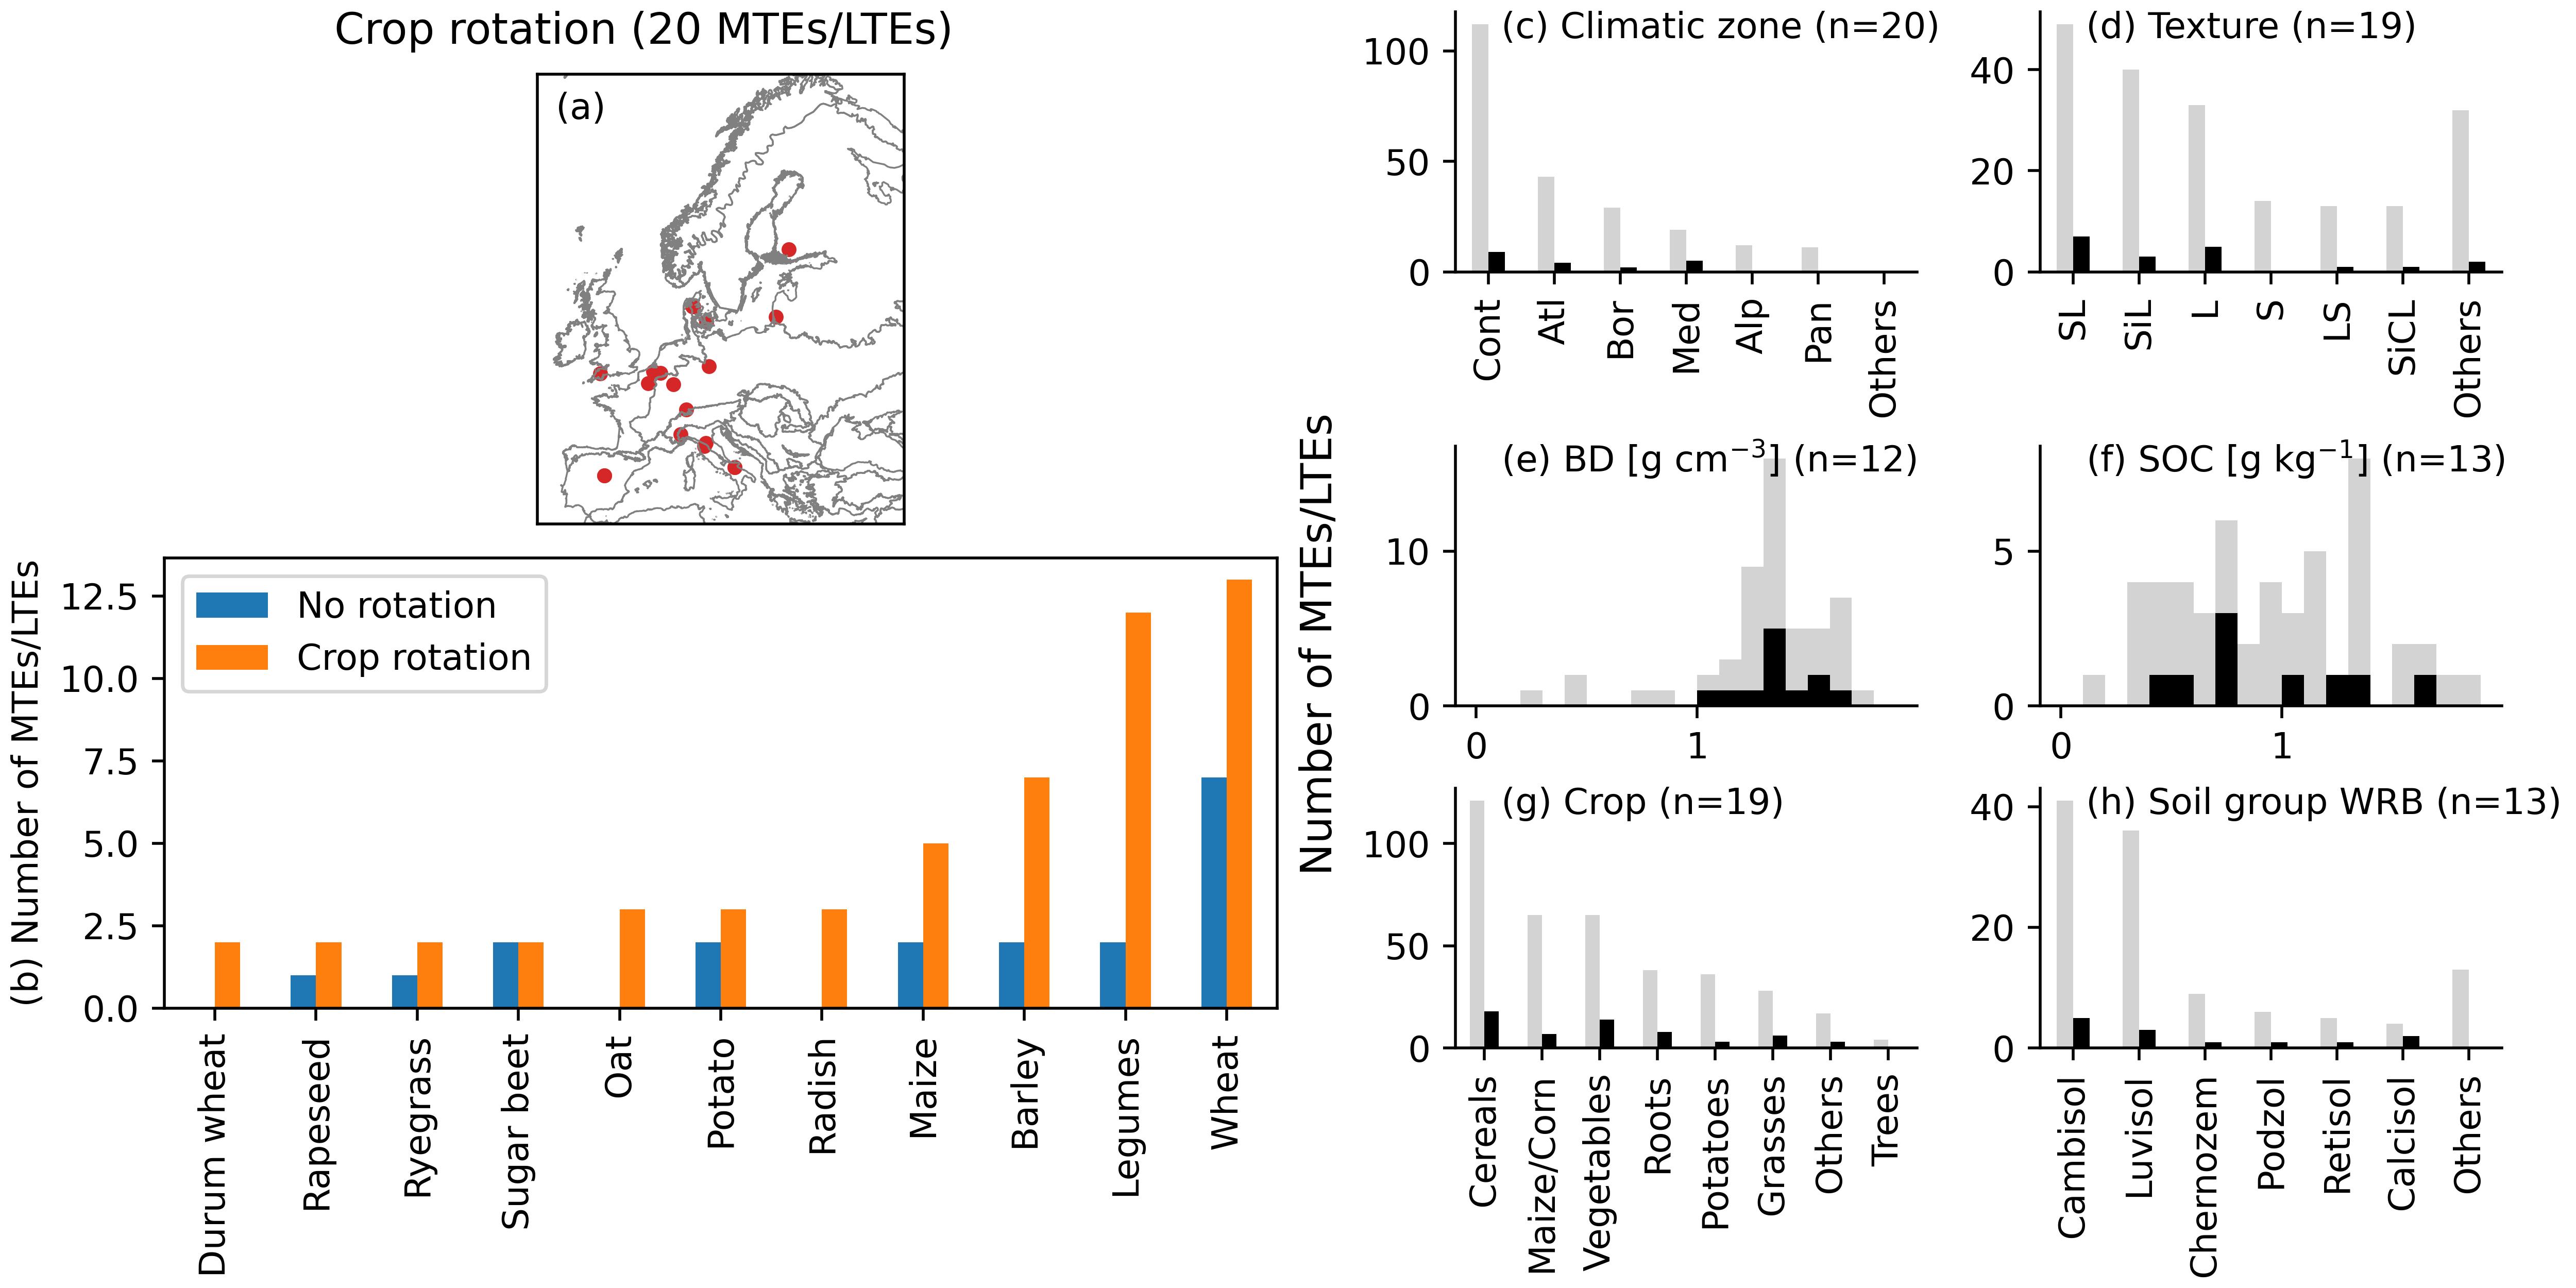 Crop rotation (20 MTEs/LTEs)
(a)
(b) Number of MTEs/LTEs
12.5
10.0
7.5
5.0
2.5
0.0
No rotation
Crop rotation
Durum wheat
Rapeseed
Ryegrass
Sugar beet
Oat
Potato
Radish
Maize
Barley
Legumes
Wheat
Number of MTEs/LTEs
(c) Climatic zone (n=20)
100
50
0
Cont
Atl
Bor
Med
Alp
Pan
Others
(d) Texture (n=19)
40
20
0
SL
SiL
L
S
LS
SiCL
Others
(e) BD [g cm⁻³] (n=12)
10
0
0
1
(f) SOC [g kg⁻¹] (n=13)
5
0
0
1
(g) Crop (n=19)
100
50
0
Cereals
Maize/Corn
Vegetables
Roots
Potatoes
Grasses
Others
Trees
(h) Soil group WRB (n=13)
40
20
0
Cambisol
Luvisol
Chernozem
Podzol
Retisol
Calcisol
Others